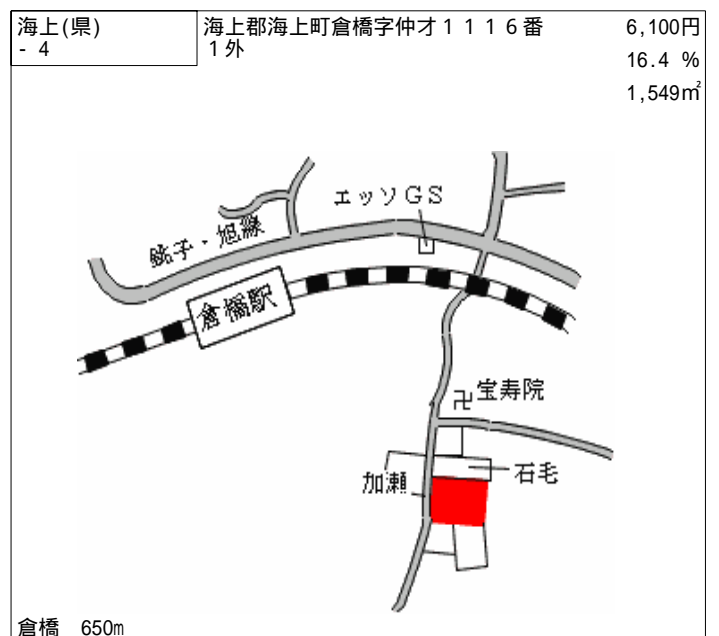 海上(県)
- 4
海上郡海上町倉橋字仲才1116番
1外
6,100円
16.4 %
1,549㎡
エッソGS
銚子・旭線
倉橋駅
卍宝寿院
石毛
加瀬
倉橋 650m